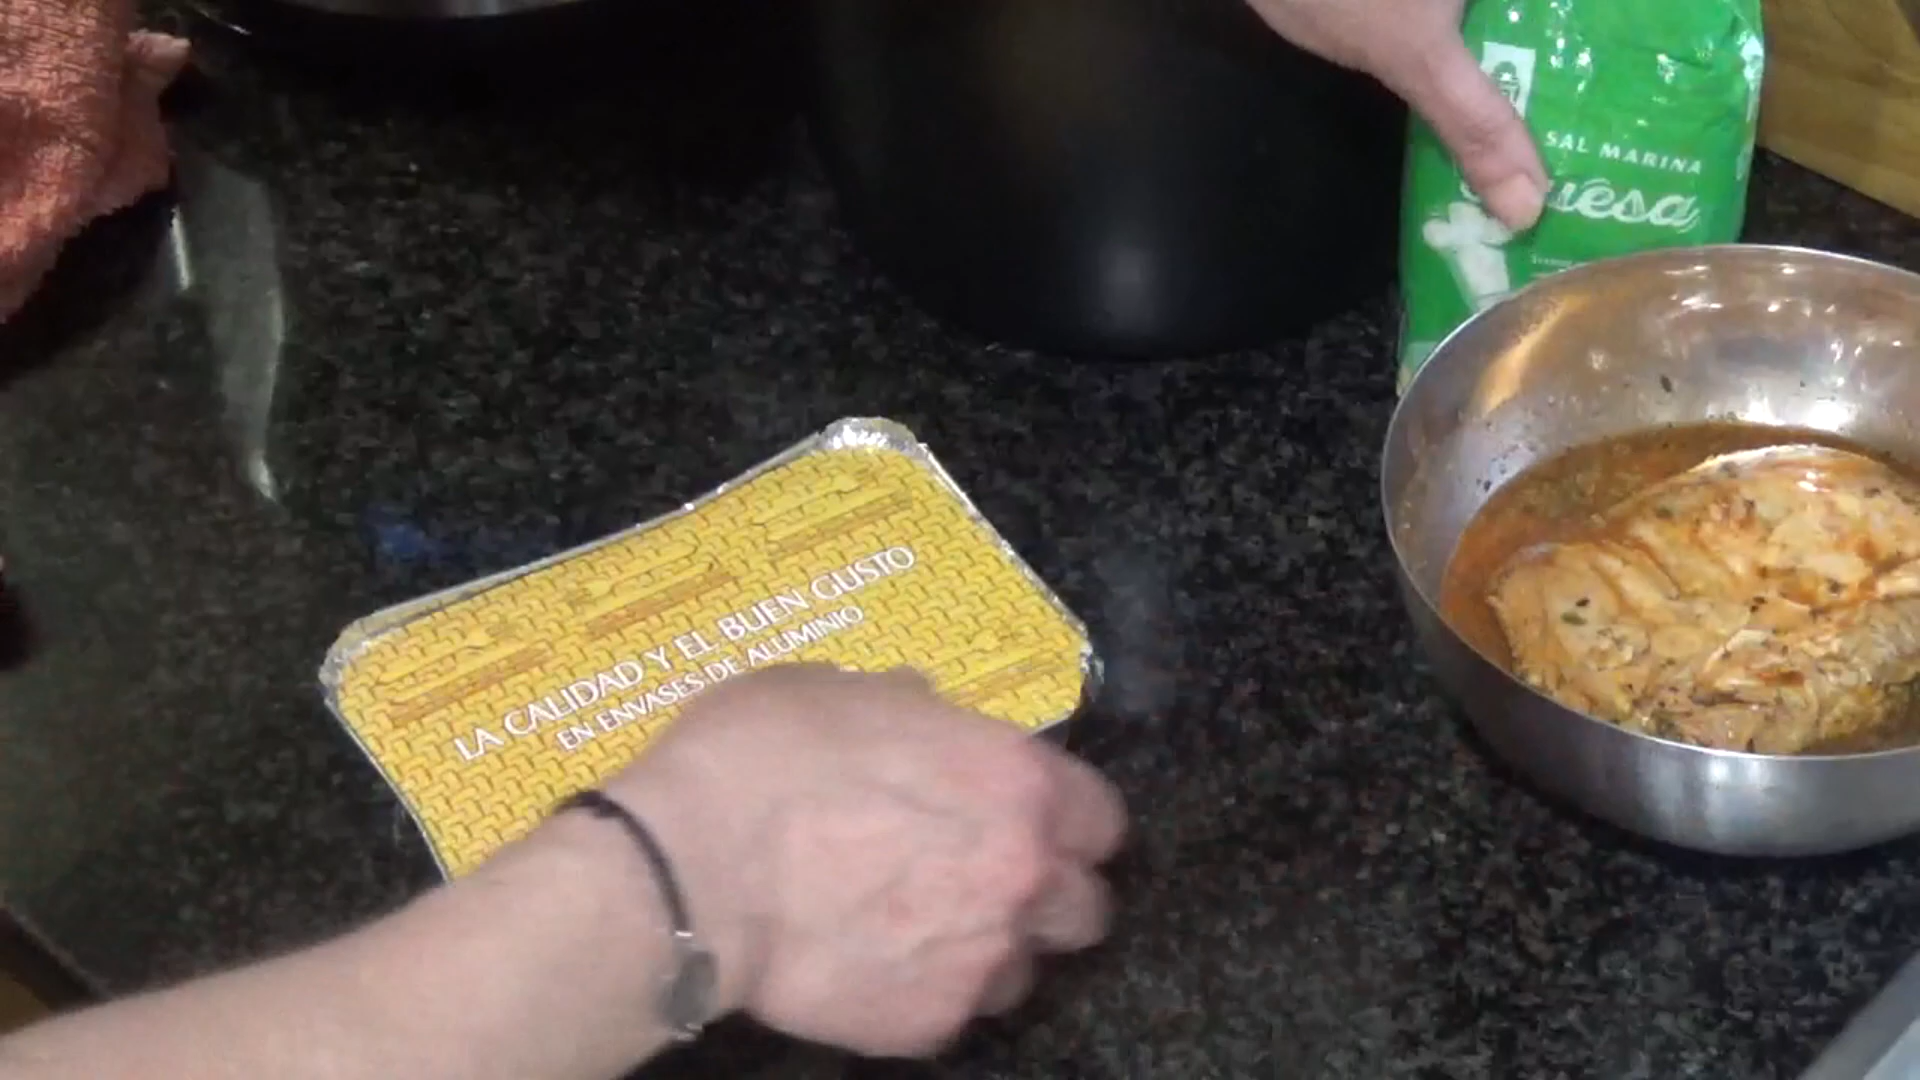 SAL MARINA
LA CALIDAD Y EL BUEN GUSTO
EN ENVASES DE ALUMINIO